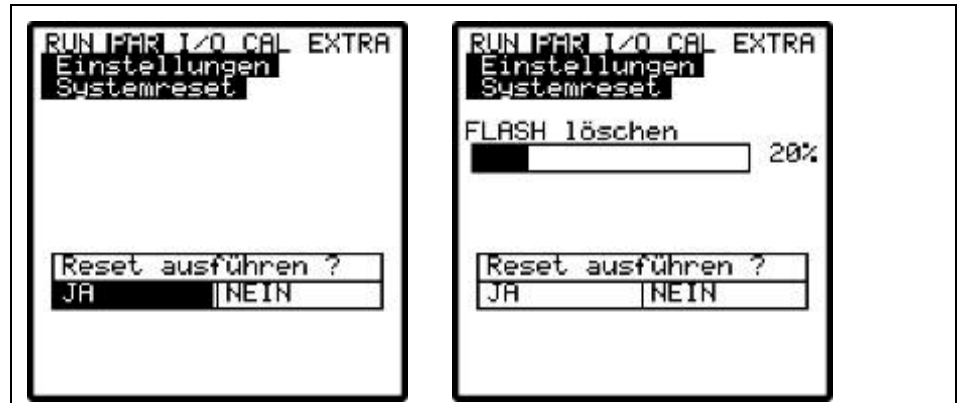 RUN PAR I/O CAL EXTRA
Einstellungen
Systemreset
Reset ausführen ?
JA NEIN
RUN PAR I/O CAL EXTRA
Einstellungen
Systemreset
FLASH löschen
20%
Reset ausführen ?
JA NEIN